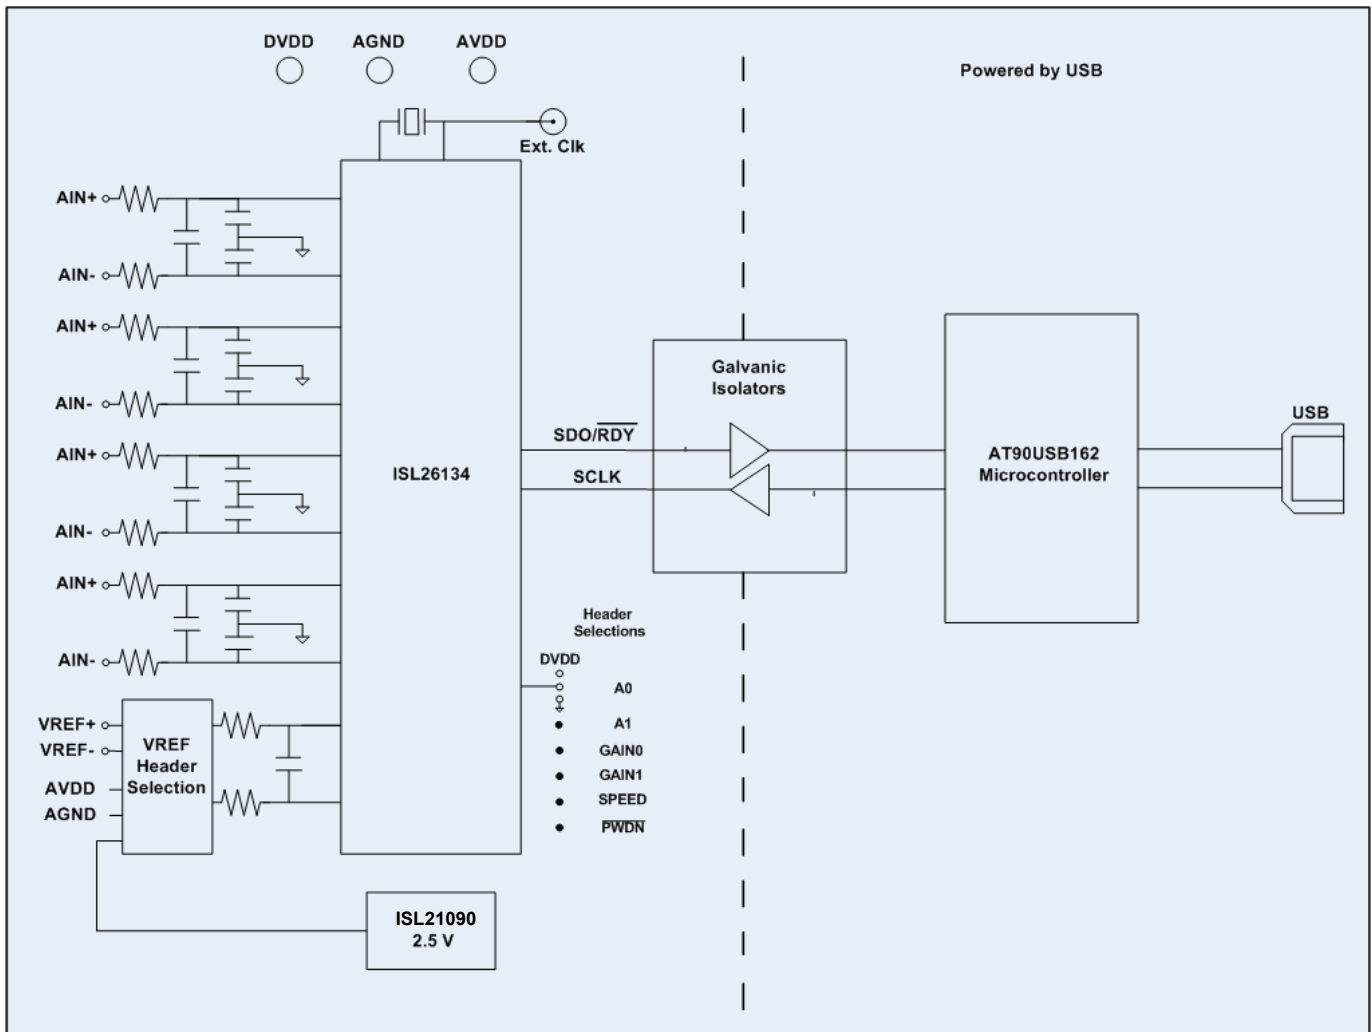 DVDD AGND AVDD
Powered by USB
Ext. Clk
AIN+
AIN-
AIN+
AIN-
AIN+
AIN-
AIN+
AIN-
ISL26134
SDO/RDY
SCLK
Galvanic
Isolators
AT90USB162
Microcontroller
USB
Header
Selections
DVDD
A0
A1
GAIN0
GAIN1
SPEED
PWDN
VREF+
VREF-
AVDD
AGND
VREF
Header
Selection
ISL21090
2.5 V